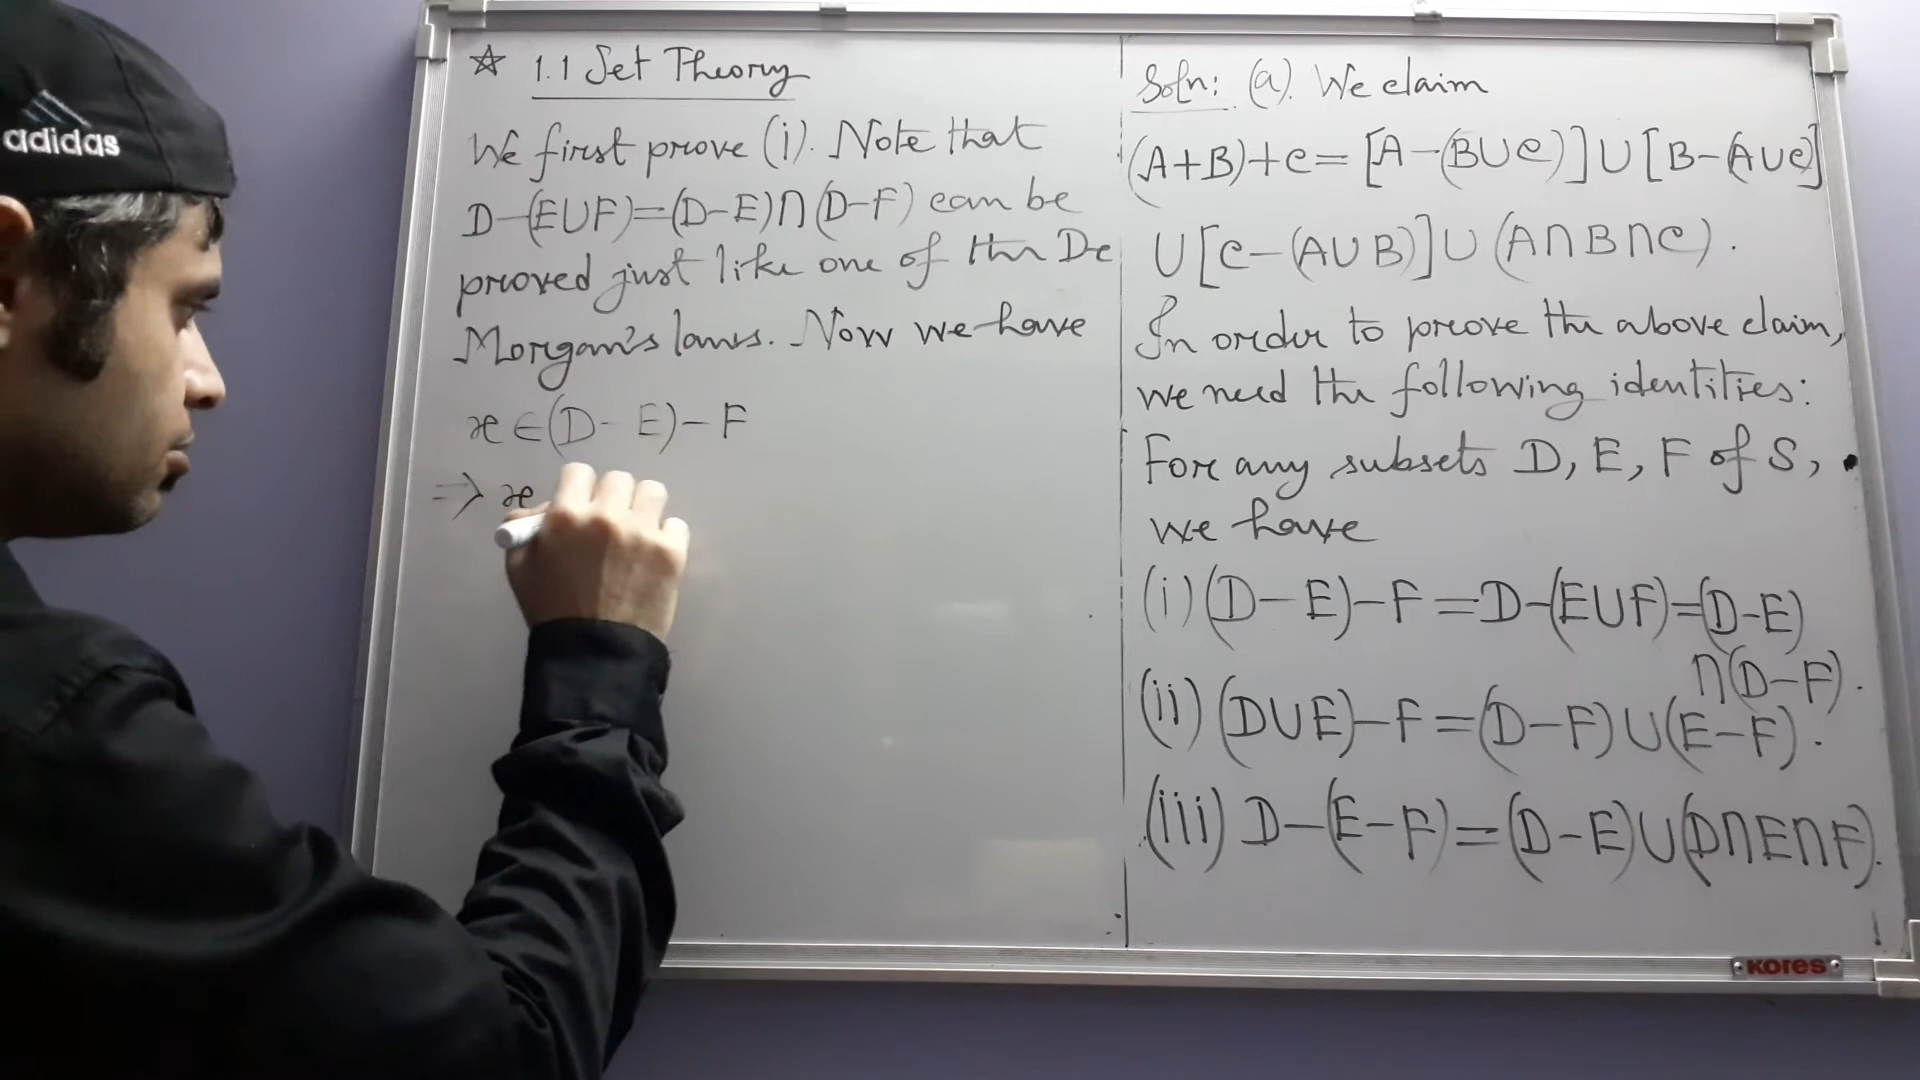 adidas
☆ 1.1 Set Theory
We first prove (i). Note that
D-(E∪F)=(D-E)∩(D-F) can be
proved just like one of the De
Morgan's laws. Now we have
x∈(D-E)-F
⇒ x
Soln: (a). We claim
(A+B)+C=[A-(B∪C)]∪[B-(A∪C)]
∪[C-(A∪B)]∪(A∩B∩C).
In order to prove the above claim,
we need the following identities:
For any subsets D, E, F of S,
we have
(i) (D-E)-F=D-(E∪F)=(D-E)
∩(D-F).
(ii) (D∪E)-F=(D-F)∪(E-F).
(iii) D-(E-F)=(D-E)∪(D∩E∩F).
KORES